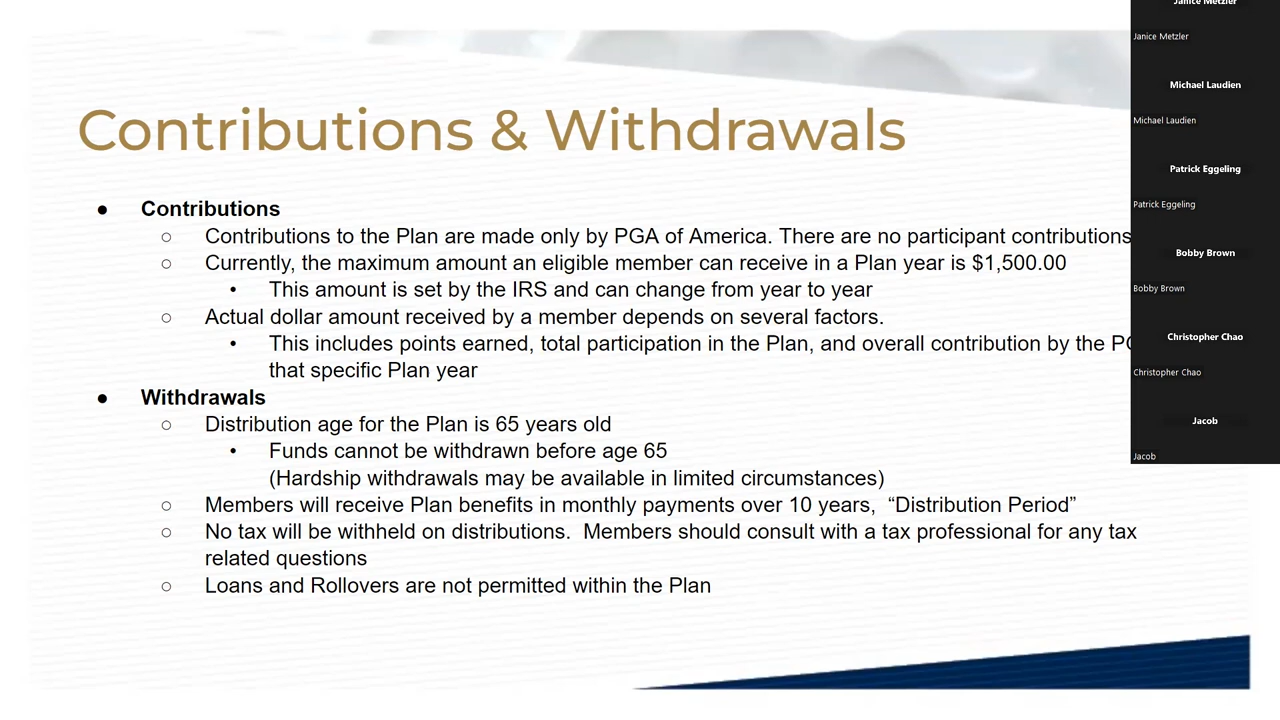 Contributions & Withdrawals
● Contributions
○ Contributions to the Plan are made only by PGA of America. There are no participant contributions
○ Currently, the maximum amount an eligible member can receive in a Plan year is $1,500.00
• This amount is set by the IRS and can change from year to year
○ Actual dollar amount received by a member depends on several factors.
• This includes points earned, total participation in the Plan, and overall contribution by the
that specific Plan year
● Withdrawals
○ Distribution age for the Plan is 65 years old
• Funds cannot be withdrawn before age 65
(Hardship withdrawals may be available in limited circumstances)
○ Members will receive Plan benefits in monthly payments over 10 years, “Distribution Period”
○ No tax will be withheld on distributions. Members should consult with a tax professional for any tax
related questions
○ Loans and Rollovers are not permitted within the Plan
Janice Metzler
Janice Metzler
Michael Laudien
Michael Laudien
Patrick Eggeling
Patrick Eggeling
Bobby Brown
Bobby Brown
Christopher Chao
Christopher Chao
Jacob
Jacob